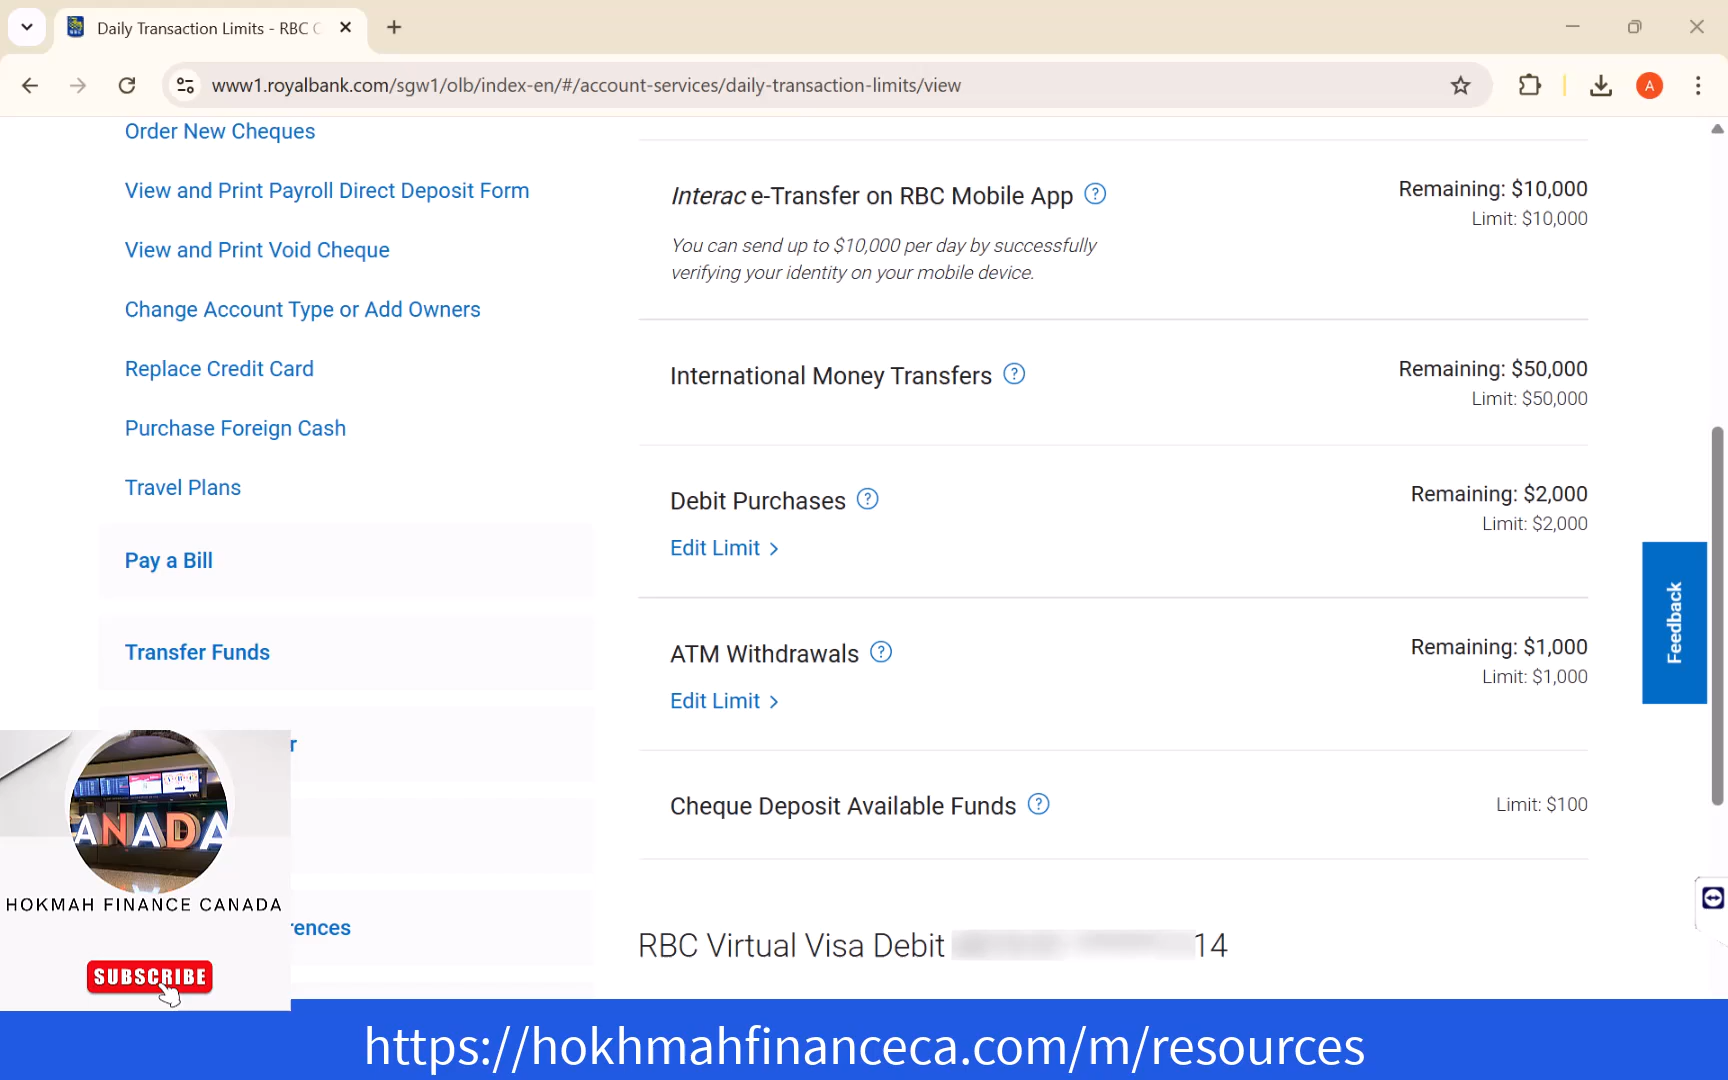 Daily Transaction Limits - RBC
www1.royalbank.com/sgw1/olb/index-en/#/account-services/daily-transaction-limits/view
A
Order New Cheques
View and Print Payroll Direct Deposit Form
View and Print Void Cheque
Change Account Type or Add Owners
Replace Credit Card
Purchase Foreign Cash
Travel Plans
Pay a Bill
Transfer Funds
r
rences
Interac e-Transfer on RBC Mobile App ?
Remaining: $10,000
Limit: $10,000
You can send up to $10,000 per day by successfully
verifying your identity on your mobile device.
International Money Transfers ?
Remaining: $50,000
Limit: $50,000
Debit Purchases ?
Remaining: $2,000
Limit: $2,000
Edit Limit >
ATM Withdrawals ?
Remaining: $1,000
Limit: $1,000
Edit Limit >
Cheque Deposit Available Funds ?
Limit: $100
RBC Virtual Visa Debit 14
Feedback
CANADA
HOKMAH FINANCE CANADA
SUBSCRIBE
https://hokhmahfinanceca.com/m/resources